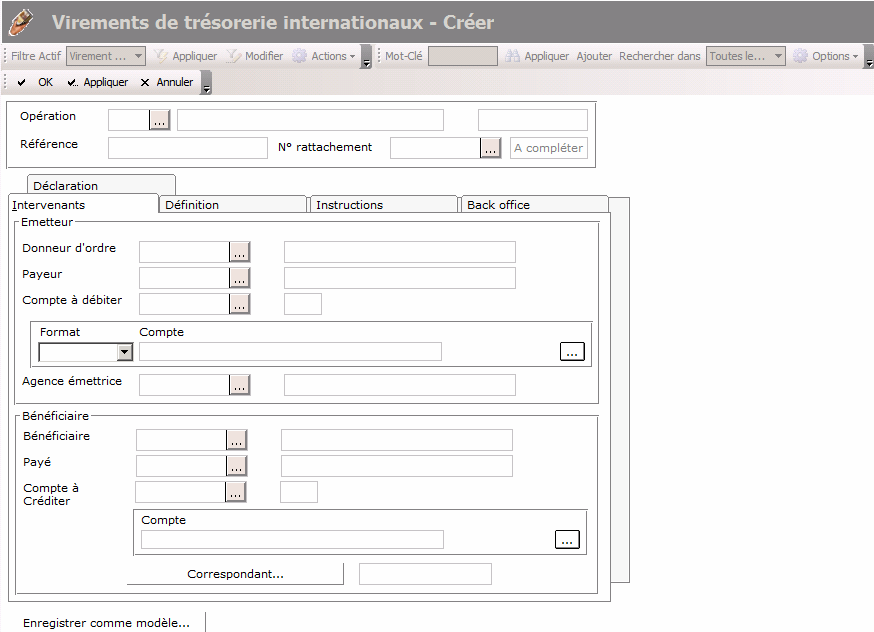 Virements de trésorerie internationaux - Créer
Filtre Actif Virement ... Appliquer Modifier Actions Mot-Clé Appliquer Ajouter Rechercher dans Toutes le... Options
OK Appliquer Annuler
Opération ...
Référence N° rattachement ... A compléter
Déclaration
Intervenants Définition Instructions Back office
Emetteur
Donneur d'ordre ...
Payeur ...
Compte à débiter ...
Format Compte
...
Agence émettrice ...
Bénéficiaire
Bénéficiaire ...
Payé ...
Compte à ...
Créditer
Compte
...
Correspondant...
Enregistrer comme modèle...